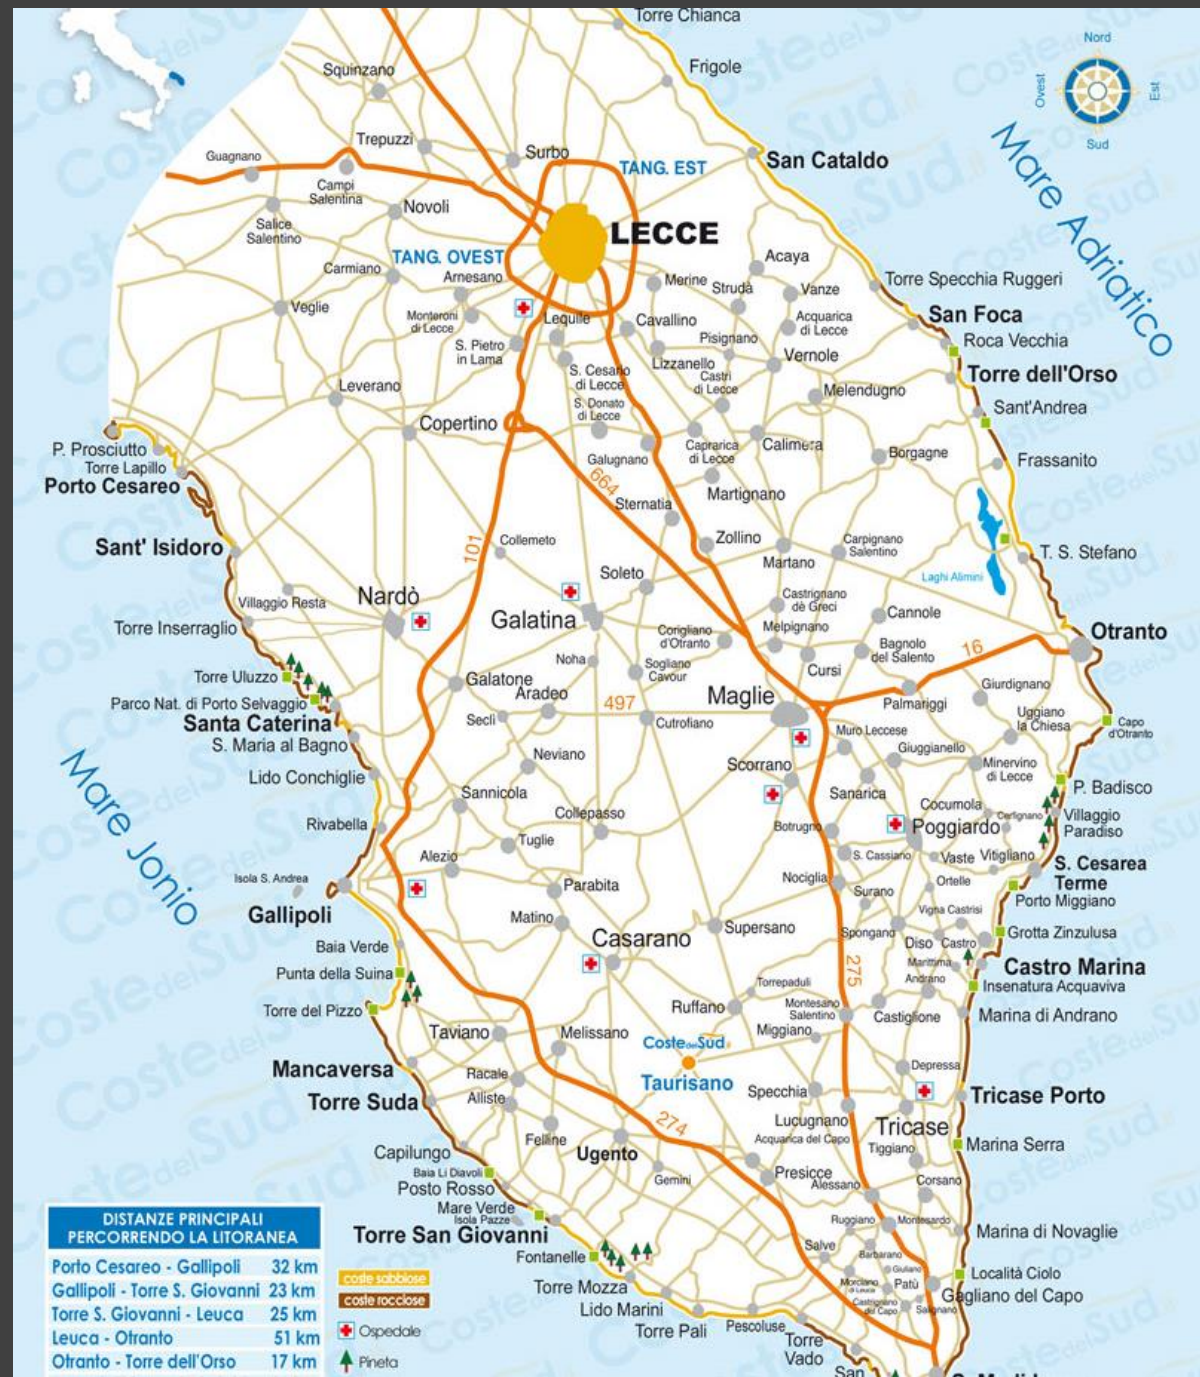 Torre Chianca
Nord
Ovest
Est
Sud
Frigole
Squinzano
Mare Adriatico
Trepuzzi
Surbo
TANG. EST
San Cataldo
Guagnano
Campi
Salentina
Novoli
LECCE
Salice
Salentino
TANG. OVEST
Carmiano
Arnesano
Acaya
Merine
Strudà
Vanze
Torre Specchia Ruggeri
Veglie
Monteroni
di Lecce
Lequile
Cavallino
Acquarica
di Lecce
San Foca
S. Pietro
in Lama
Pisignano
Roca Vecchia
Lizzanello
Vernole
S. Cesario
di Lecce
Castri
di Lecce
Torre dell'Orso
Leverano
Melendugno
S. Donato
di Lecce
Sant'Andrea
Copertino
Calimera
Caprarica
di Lecce
P. Prosciutto
Galugnano
Borgagne
Frassanito
Torre Lapillo
Porto Cesareo
664
Martignano
Sternatia
Sant' Isidoro
101
Collemeto
Zollino
Carpignano
Salentino
T. S. Stefano
Martano
Soleto
Laghi Alimini
Villaggio Resta
Nardò
Castrignano
dè Greci
Galatina
Cannole
Torre Inserraglio
Corigliano
d'Otranto
Melpignano
Otranto
Bagnolo
del Salento
16
Noha
Sogliano
Cavour
Cursi
Torre Uluzzo
Galatone
Giurdignano
Parco Nat. di Porto Selvaggio
Aradeo
497
Maglie
Palmariggi
Santa Caterina
Seclì
Cutrofiano
Uggiano
la Chiesa
Capo
d'Otranto
S. Maria al Bagno
Muro Leccese
Giuggianello
Mare Jonio
Neviano
Scorrano
Minervino
di Lecce
Lido Conchiglie
Sannicola
Sanarica
P. Badisco
Cocumola
Collepasso
Cerfignano
Villaggio
Paradiso
Rivabella
Botrugno
Poggiardo
Tuglie
Alezio
S. Cassiano
Vaste
Vitigliano
S. Cesarea
Terme
Isola S. Andrea
Parabita
Nociglia
Surano
Ortelle
Porto Miggiano
Gallipoli
Matino
Supersano
Vigna Castrisi
Spongano
Grotta Zinzulusa
Baia Verde
Casarano
Diso
Castro
Punta della Suina
275
Marittima
Castro Marina
Andrano
Insenatura Acquaviva
Torrepaduli
Torre del Pizzo
Ruffano
Montesano
Salentino
Castiglione
Marina di Andrano
Taviano
Melissano
Miggiano
Coste del Sud.it
Mancaversa
Racale
Taurisano
Depressa
Specchia
Tricase Porto
Torre Suda
Alliste
274
Lucugnano
Tricase
Felline
Ugento
Acquarica del Capo
Tiggiano
Marina Serra
Capilungo
Baia Li Diavoli
Gemini
Presicce
Alessano
Corsano
Posto Rosso
Mare Verde
Isola Pazze
Torre San Giovanni
Ruggiano
Montesardo
Marina di Novaglie
Fontanelle
Salve
Barbarano
Giuliano
Località Ciolo
Torre Mozza
Morciano
di Leuca
Patù
Gagliano del Capo
Lido Marini
Castrignano
del Capo
Salignano
Torre Pali
Pescoluse
Torre
Vado
San
DISTANZE PRINCIPALI
PERCORRENDO LA LITORANEA
Porto Cesareo - Gallipoli 32 km
Gallipoli - Torre S. Giovanni 23 km
Torre S. Giovanni - Leuca 25 km
Leuca - Otranto 51 km
Otranto - Torre dell'Orso 17 km
coste sabbiose
coste rocciose
Ospedale
Pineta